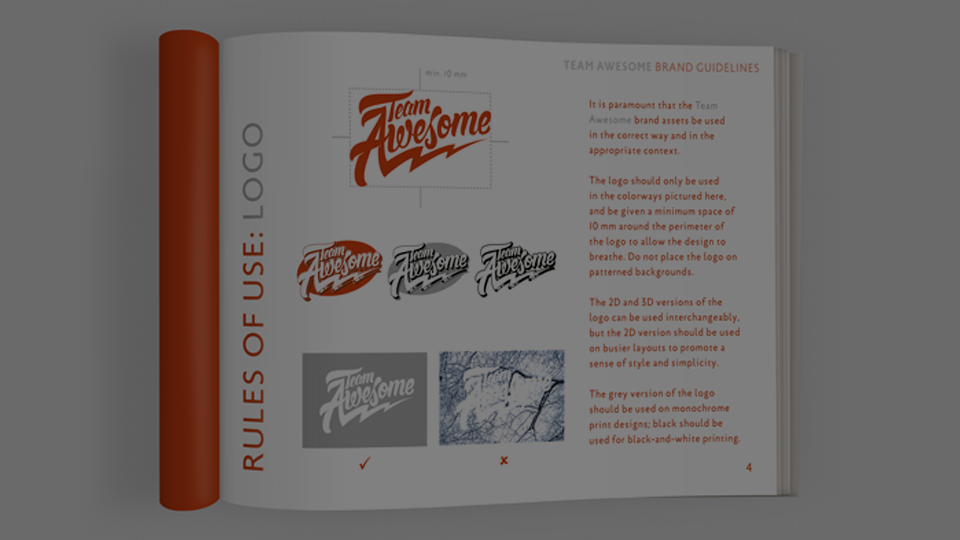 TEAM AWESOME BRAND GUIDELINES
RULES OF USE: LOGO
min. 10 mm
Team
Awesome
Team
Awesome
Team
Awesome
Team
Awesome
Team
Awesome
Team
Awesome
It is paramount that the Team
Awesome brand assets be used
in the correct way and in the
appropriate context.
The logo should only be used
in the colorways pictured here,
and be given a minimum space of
10 mm around the perimeter of
the logo to allow the design to
breathe. Do not place the logo on
patterned backgrounds.
The 2D and 3D versions of the
logo can be used interchangeably,
but the 2D version should be used
on busier layouts to promote a
sense of style and simplicity.
The grey version of the logo
should be used on monochrome
print designs; black should be
used for black-and-white printing.
4